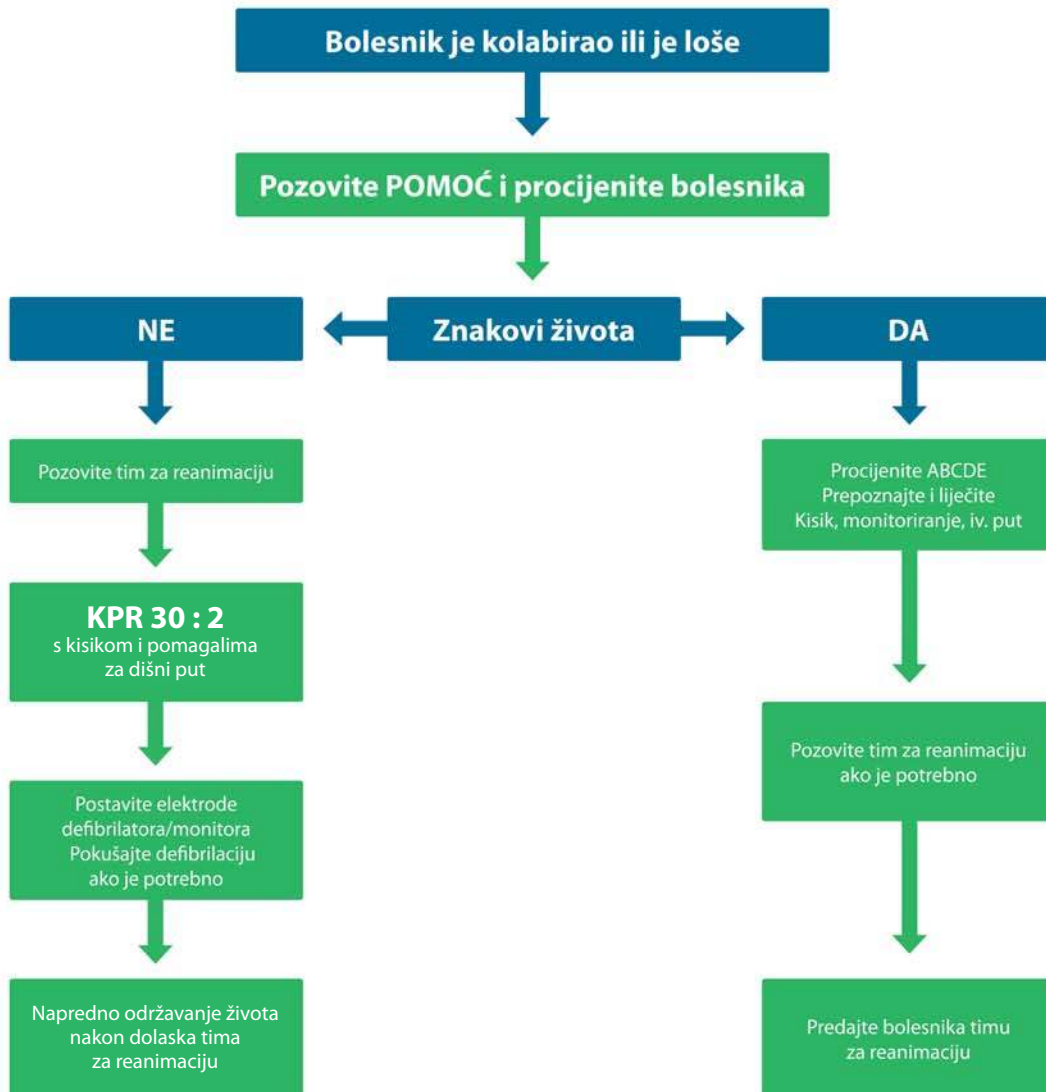 Bolesnik je kolabirao ili je loše
Pozovite POMOĆ i procijenite bolesnika
NE
Znakovi života
DA
Pozovite tim za reanimaciju
KPR 30 : 2
s kisikom i pomagalima
za dišni put
Postavite elektrode
defibrilatora/monitora
Pokušajte defibrilaciju
ako je potrebno
Napredno održavanje života
nakon dolaska tima
za reanimaciju
Procijenite ABCDE
Prepoznajte i liječite
Kisik, monitoriranje, iv. put
Pozovite tim za reanimaciju
ako je potrebno
Predajte bolesnika timu
za reanimaciju